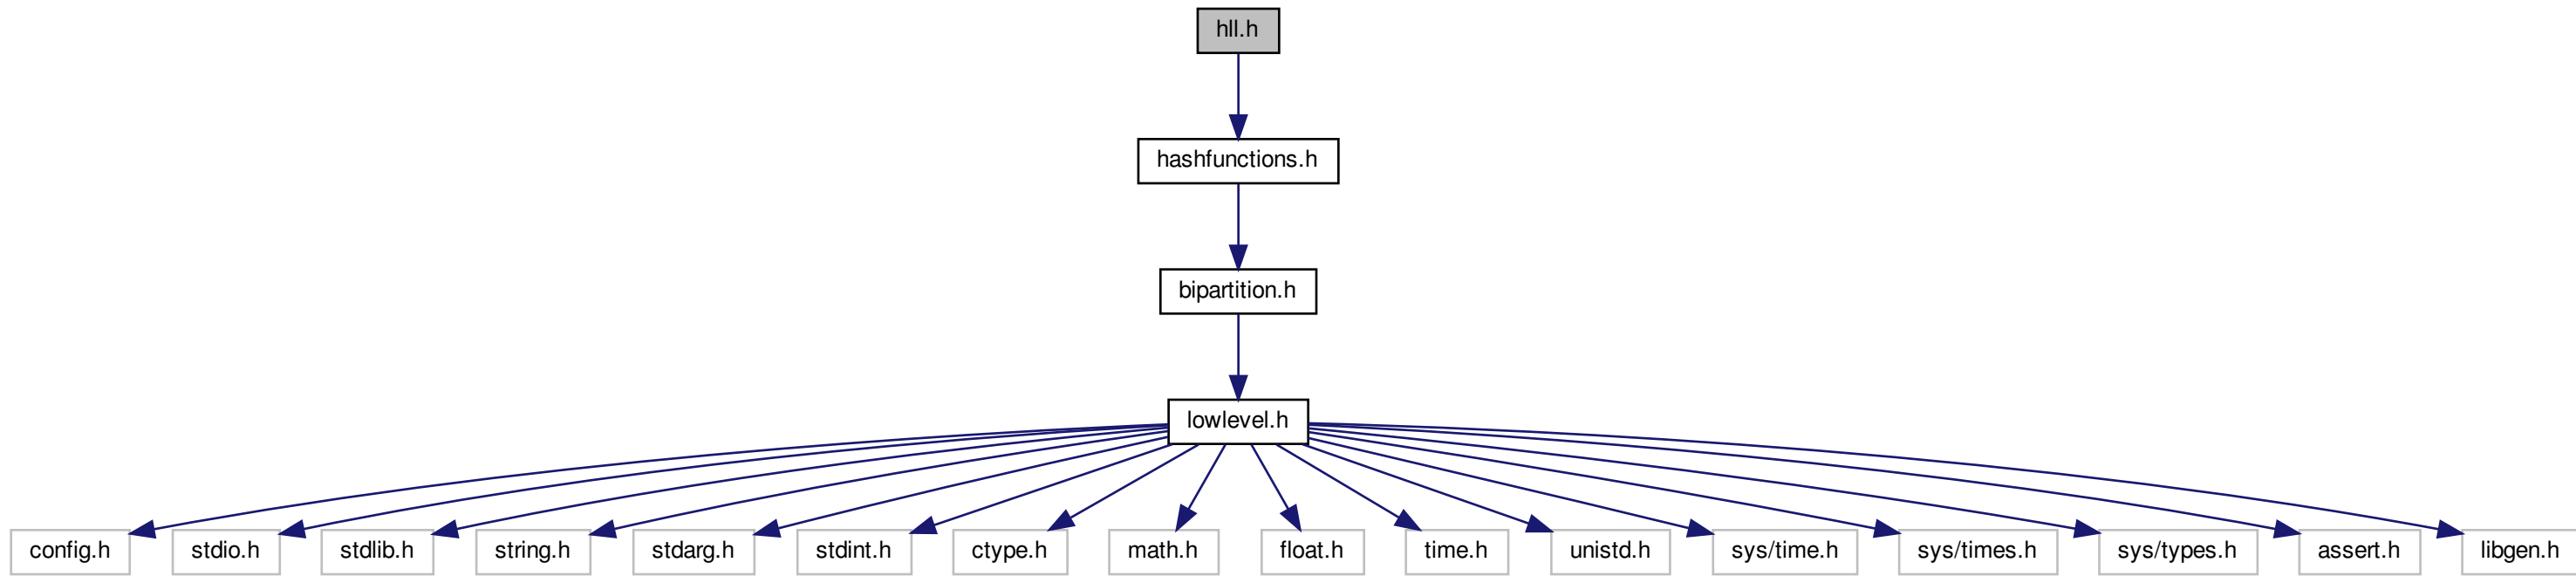 hll.h
hashfunctions.h
bipartition.h
lowlevel.h
config.h stdio.h stdlib.h string.h stdarg.h stdint.h ctype.h math.h float.h time.h unistd.h sys/time.h sys/times.h sys/types.h assert.h libgen.h